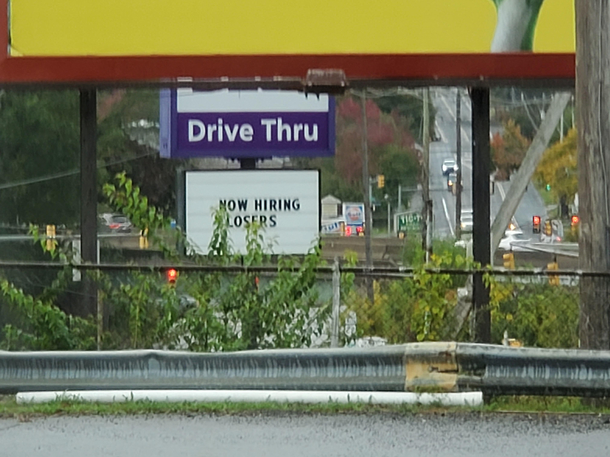 Drive Thru
NOW HIRING
LOSERS